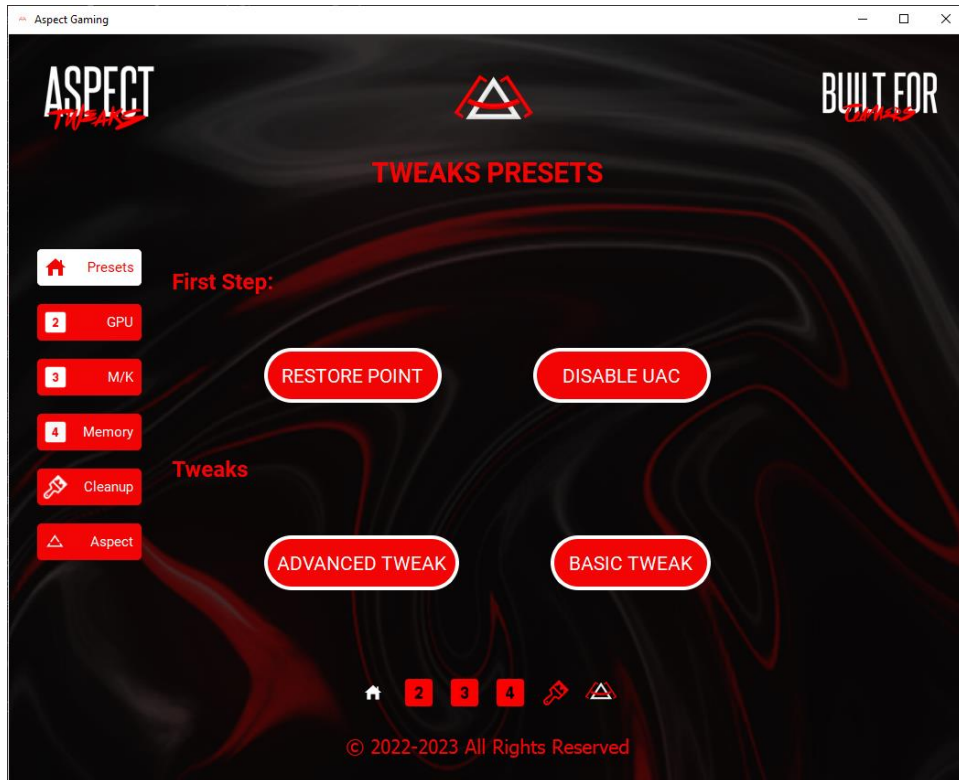 Aspect Gaming
ASPECT
TWEAKS
BUILT FOR
GAMERS
TWEAKS PRESETS
Presets
First Step:
2 GPU
3 M/K
RESTORE POINT DISABLE UAC
4 Memory
Tweaks
Cleanup
Aspect
ADVANCED TWEAK BASIC TWEAK
2 3 4
© 2022-2023 All Rights Reserved